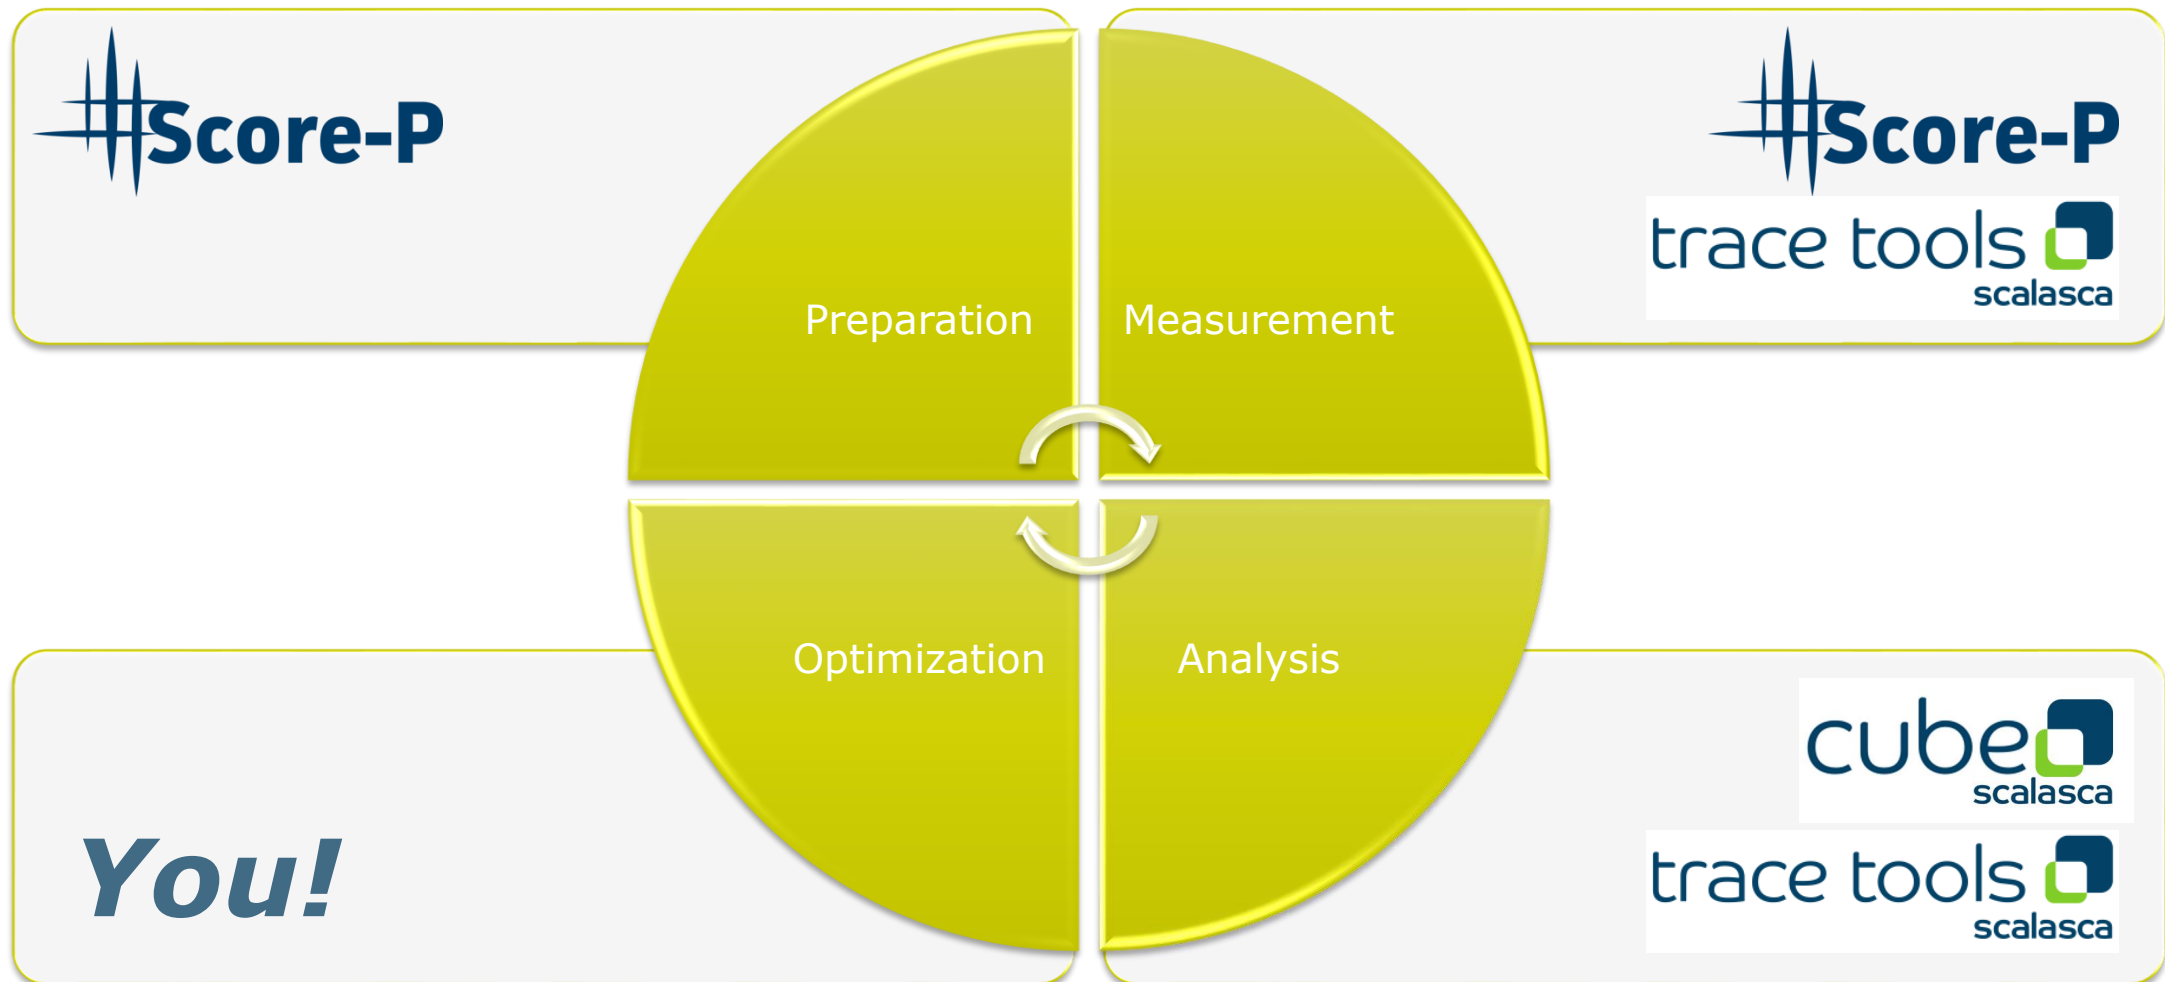 Score-P
Preparation
Measurement
Score-P
trace tools
scalasca
You!
Optimization
Analysis
cube
scalasca
trace tools
scalasca